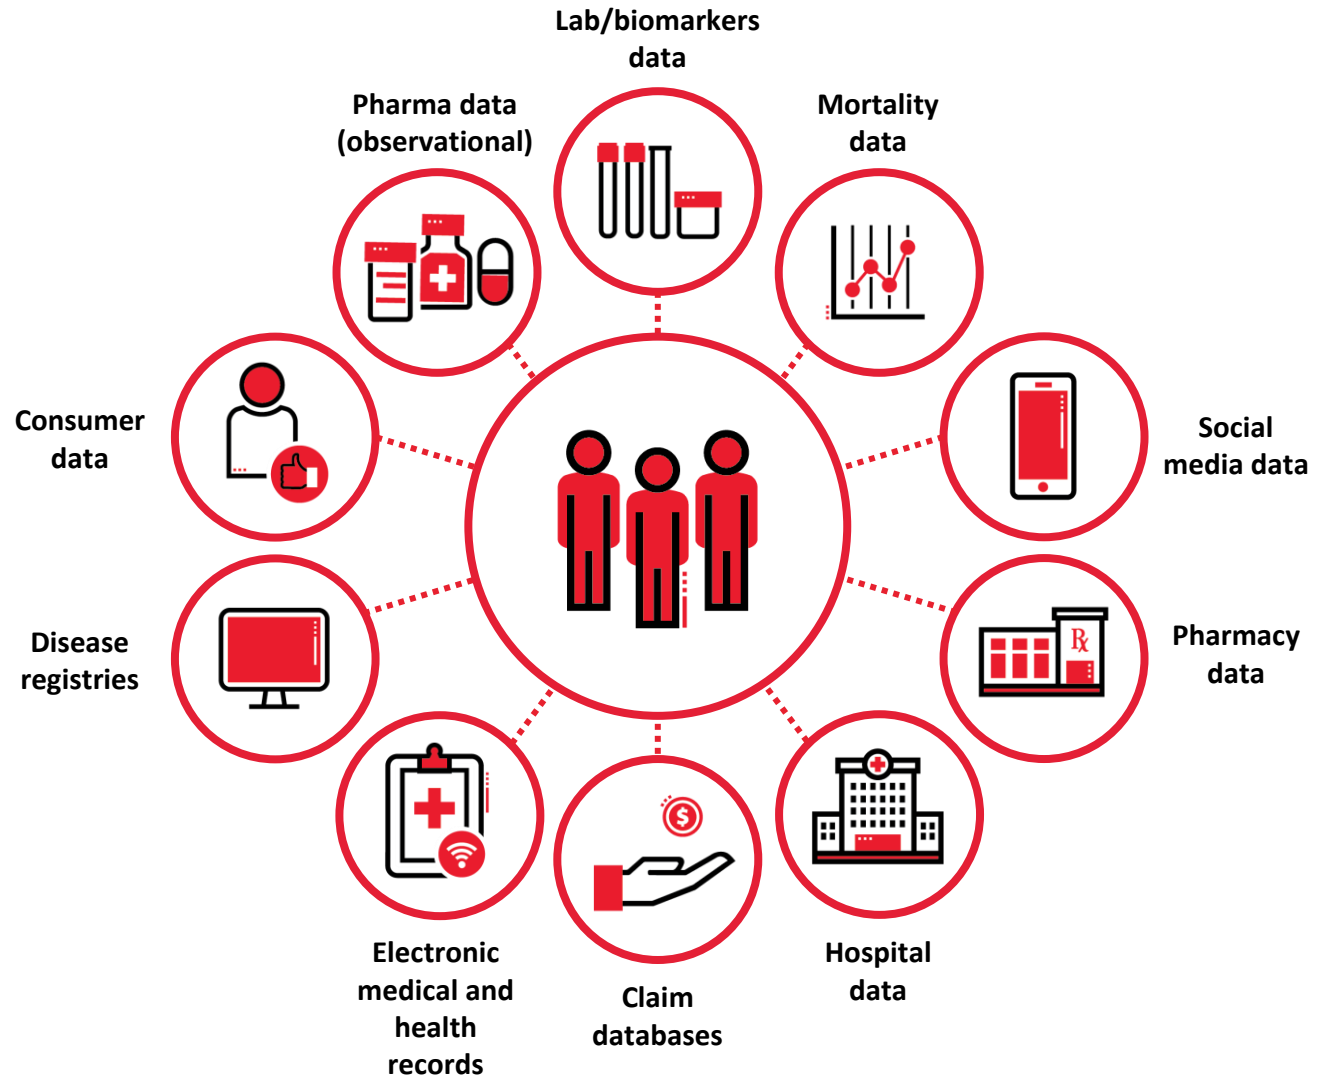 Lab/biomarkers
data
Pharma data
(observational)
Mortality
data
Consumer
data
Social
media data
Disease
registries
Rx
Pharmacy
data
$
Electronic
medical and
health
records
Claim
databases
Hospital
data